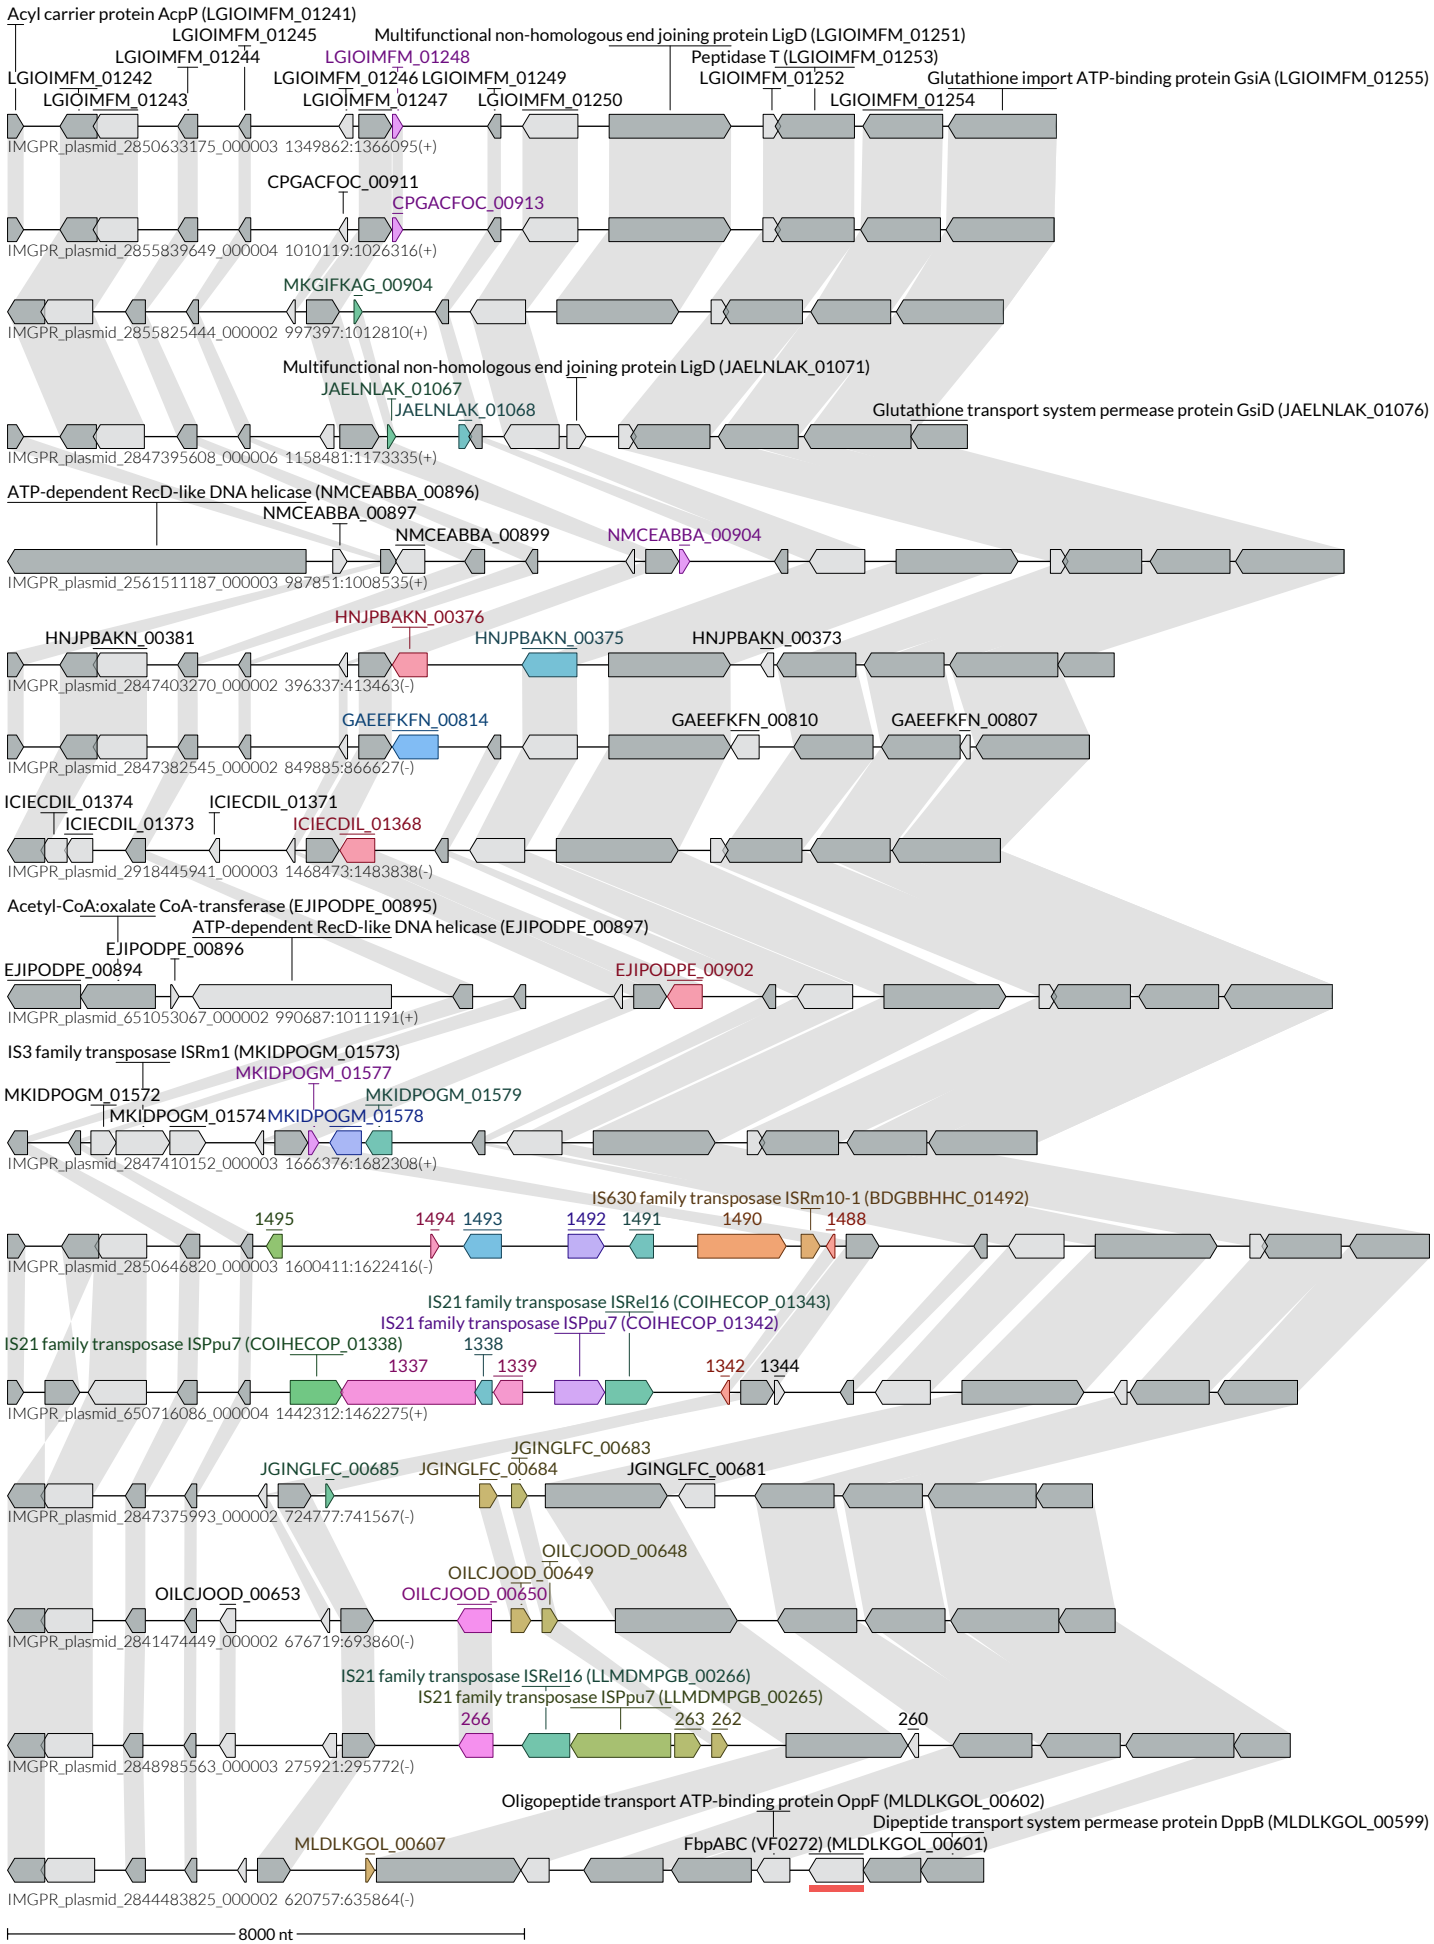 Acyl carrier protein AcpP (LGIOIMFM_01241)
LGIOIMFM_01245 Multifunctional non-homologous end joining protein LigD (LGIOIMFM_01251)
LGIOIMFM_01244 LGIOIMFM_01248 Peptidase T (LGIOIMFM_01253)
LGIOIMFM_01242 LGIOIMFM_01246 LGIOIMFM_01249 LGIOIMFM_01252 Glutathione import ATP-binding protein GsiA (LGIOIMFM_01255)
LGIOIMFM_01243 LGIOIMFM_01247 LGIOIMFM_01250 LGIOIMFM_01254
IMGPR_plasmid_2850633175_000003 1349862:1366095(+)
CPGACFOC_00911
CPGACFOC_00913
IMGPR_plasmid_2855839649_000004 1010119:1026316(+)
MKGIFKAG_00904
IMGPR_plasmid_2855825444_000002 997397:1012810(+)
Multifunctional non-homologous end joining protein LigD (JAELNLAK_01071)
JAELNLAK_01067
JAELNLAK_01068 Glutathione transport system permease protein GsiD (JAELNLAK_01076)
IMGPR_plasmid_2847395608_000006 1158481:1173335(+)
ATP-dependent RecD-like DNA helicase (NMCEABBA_00896)
NMCEABBA_00897
NMCEABBA_00899 NMCEABBA_00904
IMGPR_plasmid_2561511187_000003 987851:1008535(+)
HNJPBAKN_00376
HNJPBAKN_00381 HNJPBAKN_00375 HNJPBAKN_00373
IMGPR_plasmid_2847403270_000002 396337:413463(-)
GAEEFKFN_00814 GAEEFKFN_00810 GAEEFKFN_00807
IMGPR_plasmid_2847382545_000002 849885:866627(-)
ICIECDIL_01374 ICIECDIL_01371
ICIECDIL_01373 ICIECDIL_01368
IMGPR_plasmid_2918445941_000003 1468473:1483838(-)
Acetyl-CoA:oxalate CoA-transferase (EJIPODPE_00895)
ATP-dependent RecD-like DNA helicase (EJIPODPE_00897)
EJIPODPE_00896
EJIPODPE_00894 EJIPODPE_00902
IMGPR_plasmid_651053067_000002 990687:1011191(+)
IS3 family transposase ISRm1 (MKIDPOGM_01573)
MKIDPOGM_01577
MKIDPOGM_01572 MKIDPOGM_01579
MKIDPOGM_01574 MKIDPOGM_01578
IMGPR_plasmid_2847410152_000003 1666376:1682308(+)
IS630 family transposase ISRm10-1 (BDGBBHHC_01492)
1495 1494 1493 1492 1491 1490 1488
IMGPR_plasmid_2850646820_000003 1600411:1622416(-)
IS21 family transposase ISRel16 (COIHECOP_01343)
IS21 family transposase ISPpu7 (COIHECOP_01342)
IS21 family transposase ISPpu7 (COIHECOP_01338) 1338
1337 1339 1342 1344
IMGPR_plasmid_650716086_000004 1442312:1462275(+)
JGINGLFC_00683
JGINGLFC_00685 JGINGLFC_00684 JGINGLFC_00681
IMGPR_plasmid_2847375993_000002 724777:741567(-)
OILCJOOD_00648
OILCJOOD_00649
OILCJOOD_00653 OILCJOOD_00650
IMGPR_plasmid_2841474449_000002 676719:693860(-)
IS21 family transposase ISRel16 (LLMDMPGB_00266)
IS21 family transposase ISPpu7 (LLMDMPGB_00265)
266 263 262 260
IMGPR_plasmid_2848985563_000003 275921:295772(-)
Oligopeptide transport ATP-binding protein OppF (MLDLKGOL_00602)
Dipeptide transport system permease protein DppB (MLDLKGOL_00599)
MLDLKGOL_00607 FbpABC (VF0272) (MLDLKGOL_00601)
IMGPR_plasmid_2844483825_000002 620757:635864(-)
8000 nt